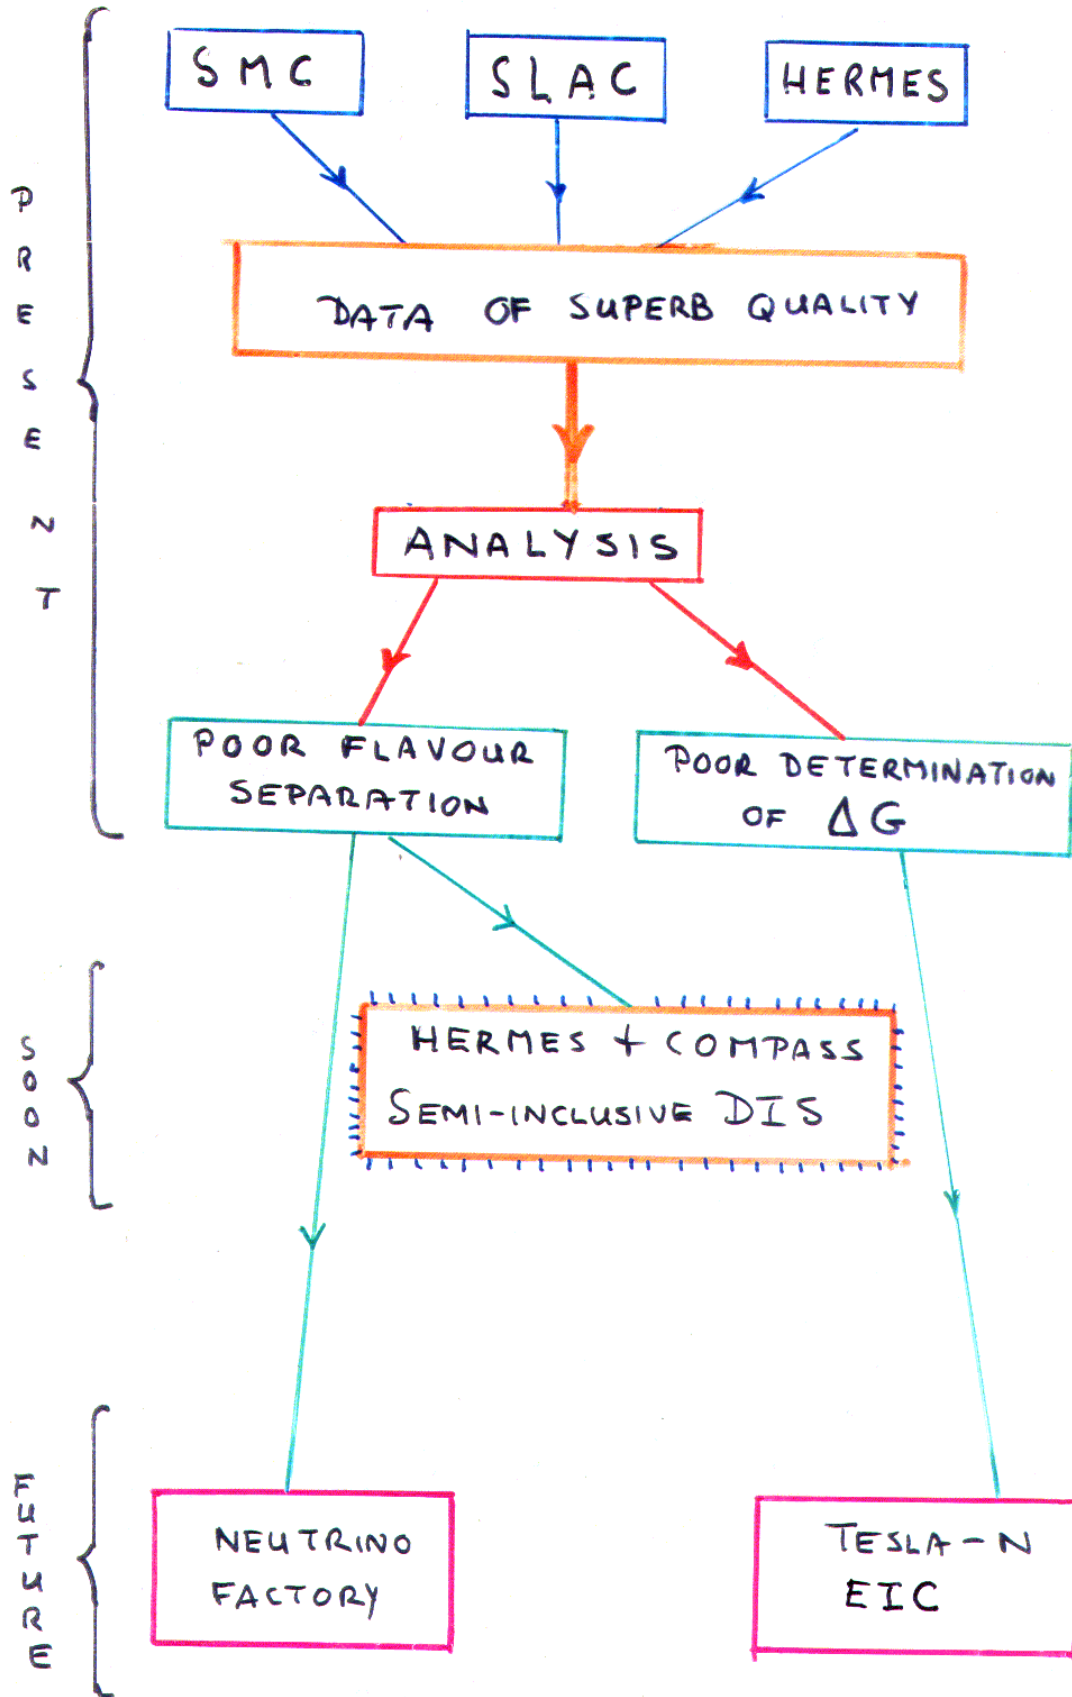 SMC
SLAC
HERMES
PRESENT
DATA OF SUPERB QUALITY
ANALYSIS
POOR FLAVOUR
SEPARATION
POOR DETERMINATION
OF ΔG
SOON
HERMES + COMPASS
SEMI-INCLUSIVE DIS
FUTURE
NEUTRINO
FACTORY
TESLA-N
EIC